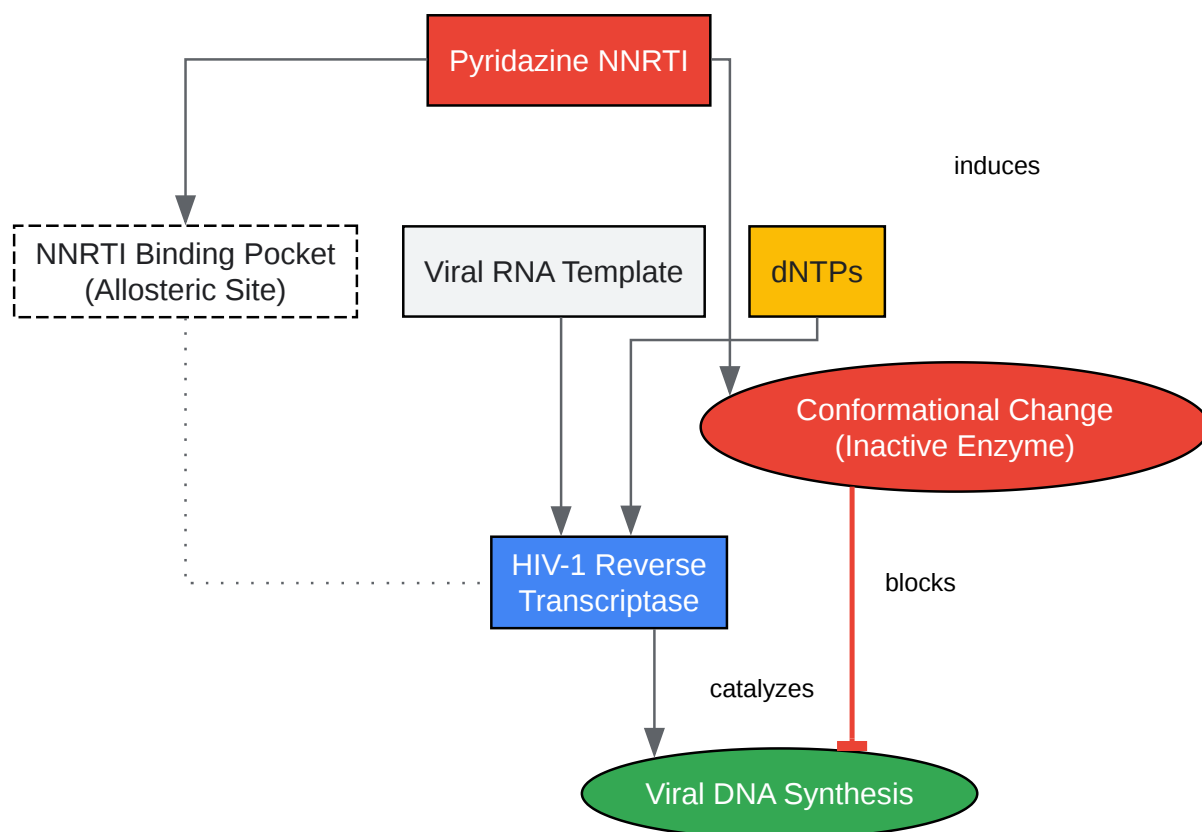 Pyridazine NNRTI
induces
NNRTI Binding Pocket
(Allosteric Site)
Viral RNA Template
dNTPs
Conformational Change
(Inactive Enzyme)
HIV-1 Reverse
Transcriptase
blocks
catalyzes
Viral DNA Synthesis